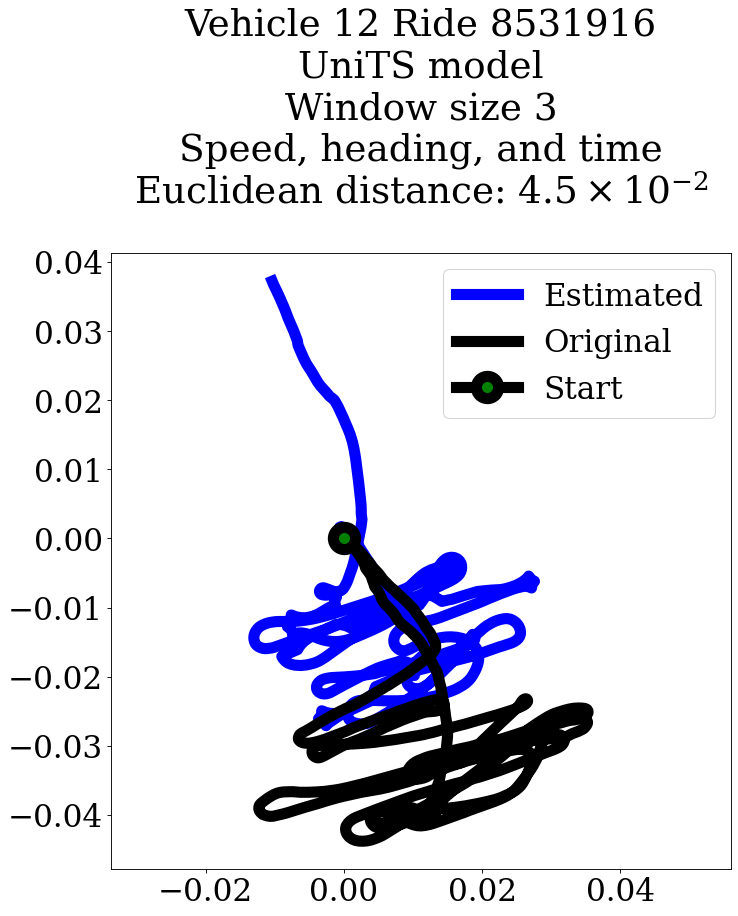 Vehicle 12 Ride 8531916
UniTS model
Window size 3
Speed, heading, and time
Euclidean distance: $4.5 \times 10^{-2}$
0.04
0.03
0.02
0.01
0.00
−0.01
−0.02
−0.03
−0.04
Estimated
Original
Start
−0.02 0.00 0.02 0.04